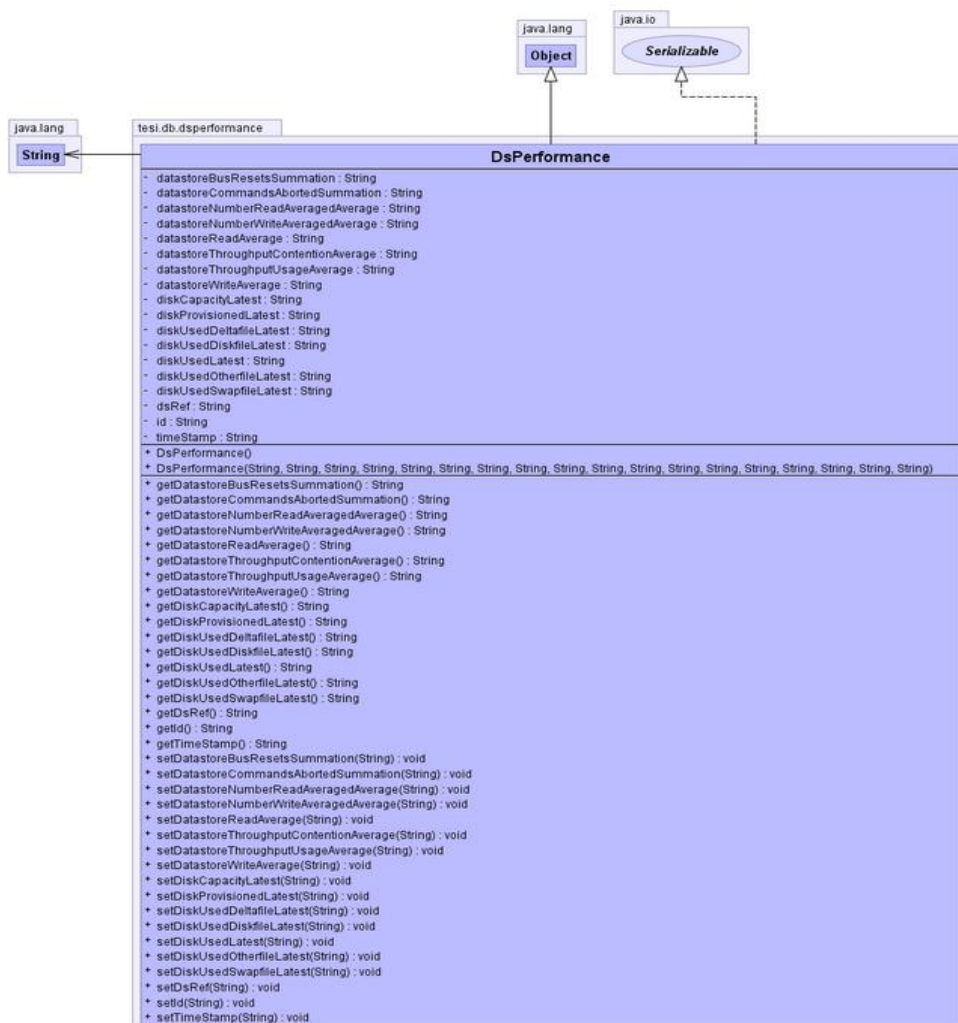 java.lang
Object
java.io
Serializable
java.lang
String
tesi.db.dsperformance
DsPerformance
- datastoreBusResetsSummation : String
- datastoreCommandsAbortedSummation : String
- datastoreNumberReadAveragedAverage : String
- datastoreNumberWriteAveragedAverage : String
- datastoreReadAverage : String
- datastoreThroughputContentionAverage : String
- datastoreThroughputUsageAverage : String
- datastoreWriteAverage : String
- diskCapacityLatest : String
- diskProvisionedLatest : String
- diskUsedDeltafileLatest : String
- diskUsedDiskfileLatest : String
- diskUsedLatest : String
- diskUsedOtherfileLatest : String
- diskUsedSwapfileLatest : String
- dsRef : String
- id : String
- timeStamp : String
+ DsPerformance()
+ DsPerformance(String, String, String, String, String, String, String, String, String, String, String, String, String, String, String, String, String, String)
+ getDatastoreBusResetsSummation() : String
+ getDatastoreCommandsAbortedSummation() : String
+ getDatastoreNumberReadAveragedAverage() : String
+ getDatastoreNumberWriteAveragedAverage() : String
+ getDatastoreReadAverage() : String
+ getDatastoreThroughputContentionAverage() : String
+ getDatastoreThroughputUsageAverage() : String
+ getDatastoreWriteAverage() : String
+ getDiskCapacityLatest() : String
+ getDiskProvisionedLatest() : String
+ getDiskUsedDeltafileLatest() : String
+ getDiskUsedDiskfileLatest() : String
+ getDiskUsedLatest() : String
+ getDiskUsedOtherfileLatest() : String
+ getDiskUsedSwapfileLatest() : String
+ getDsRef() : String
+ getId() : String
+ getTimeStamp() : String
+ setDatastoreBusResetsSummation(String) : void
+ setDatastoreCommandsAbortedSummation(String) : void
+ setDatastoreNumberReadAveragedAverage(String) : void
+ setDatastoreNumberWriteAveragedAverage(String) : void
+ setDatastoreReadAverage(String) : void
+ setDatastoreThroughputContentionAverage(String) : void
+ setDatastoreThroughputUsageAverage(String) : void
+ setDatastoreWriteAverage(String) : void
+ setDiskCapacityLatest(String) : void
+ setDiskProvisionedLatest(String) : void
+ setDiskUsedDeltafileLatest(String) : void
+ setDiskUsedDiskfileLatest(String) : void
+ setDiskUsedLatest(String) : void
+ setDiskUsedOtherfileLatest(String) : void
+ setDiskUsedSwapfileLatest(String) : void
+ setDsRef(String) : void
+ setId(String) : void
+ setTimeStamp(String) : void